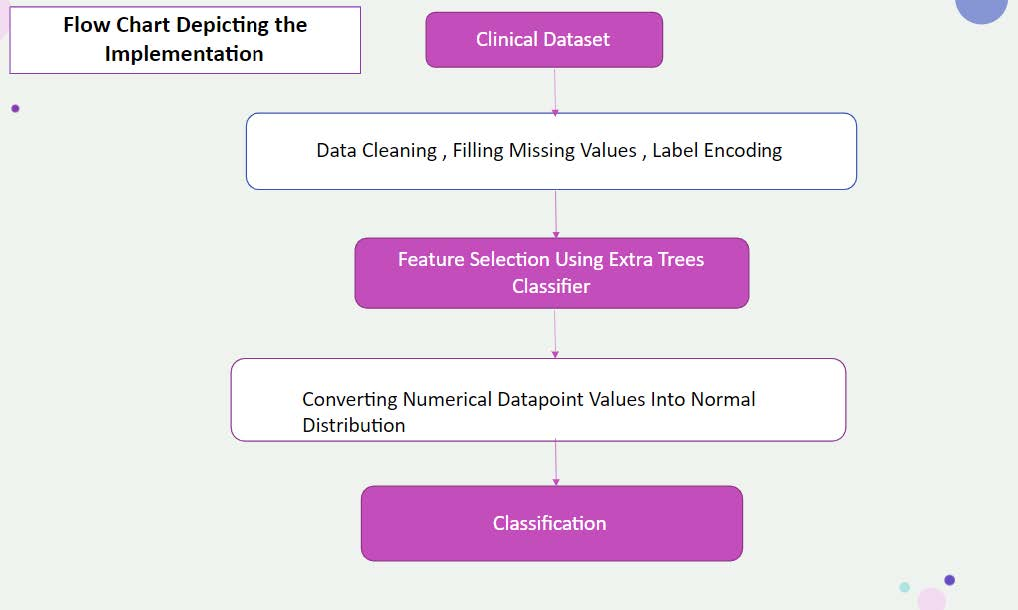 Flow Chart Depicting the
Implementation
Clinical Dataset
Data Cleaning , Filling Missing Values , Label Encoding
Feature Selection Using Extra Trees
Classifier
Converting Numerical Datapoint Values Into Normal
Distribution
Classification